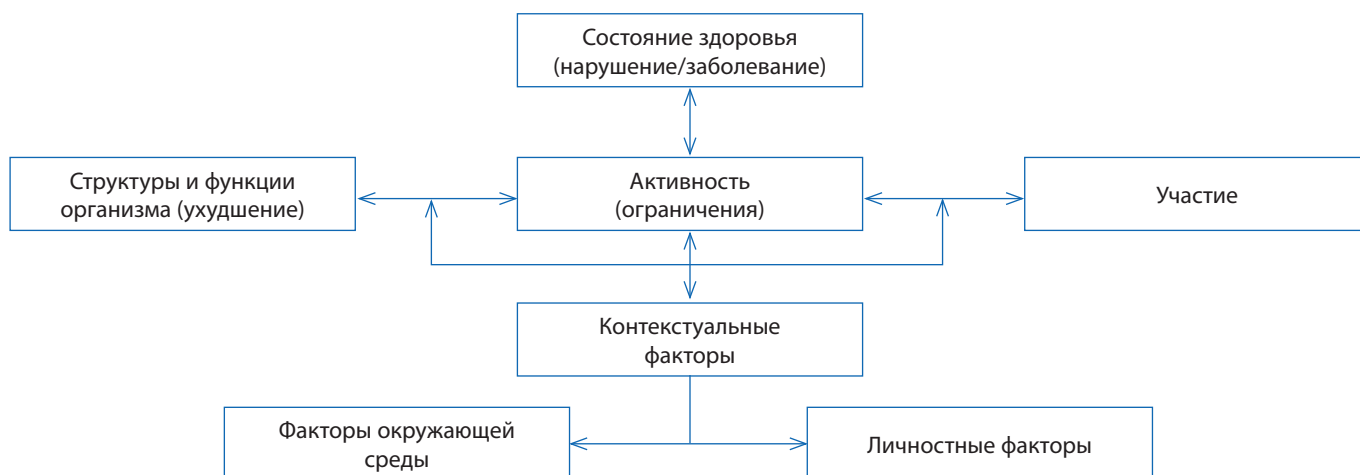 Состояние здоровья
(нарушение/заболевание)
Структуры и функции
организма (ухудшение)
Активность
(ограничения)
Участие
Контекстуальные
факторы
Факторы окружающей
среды
Личностные факторы